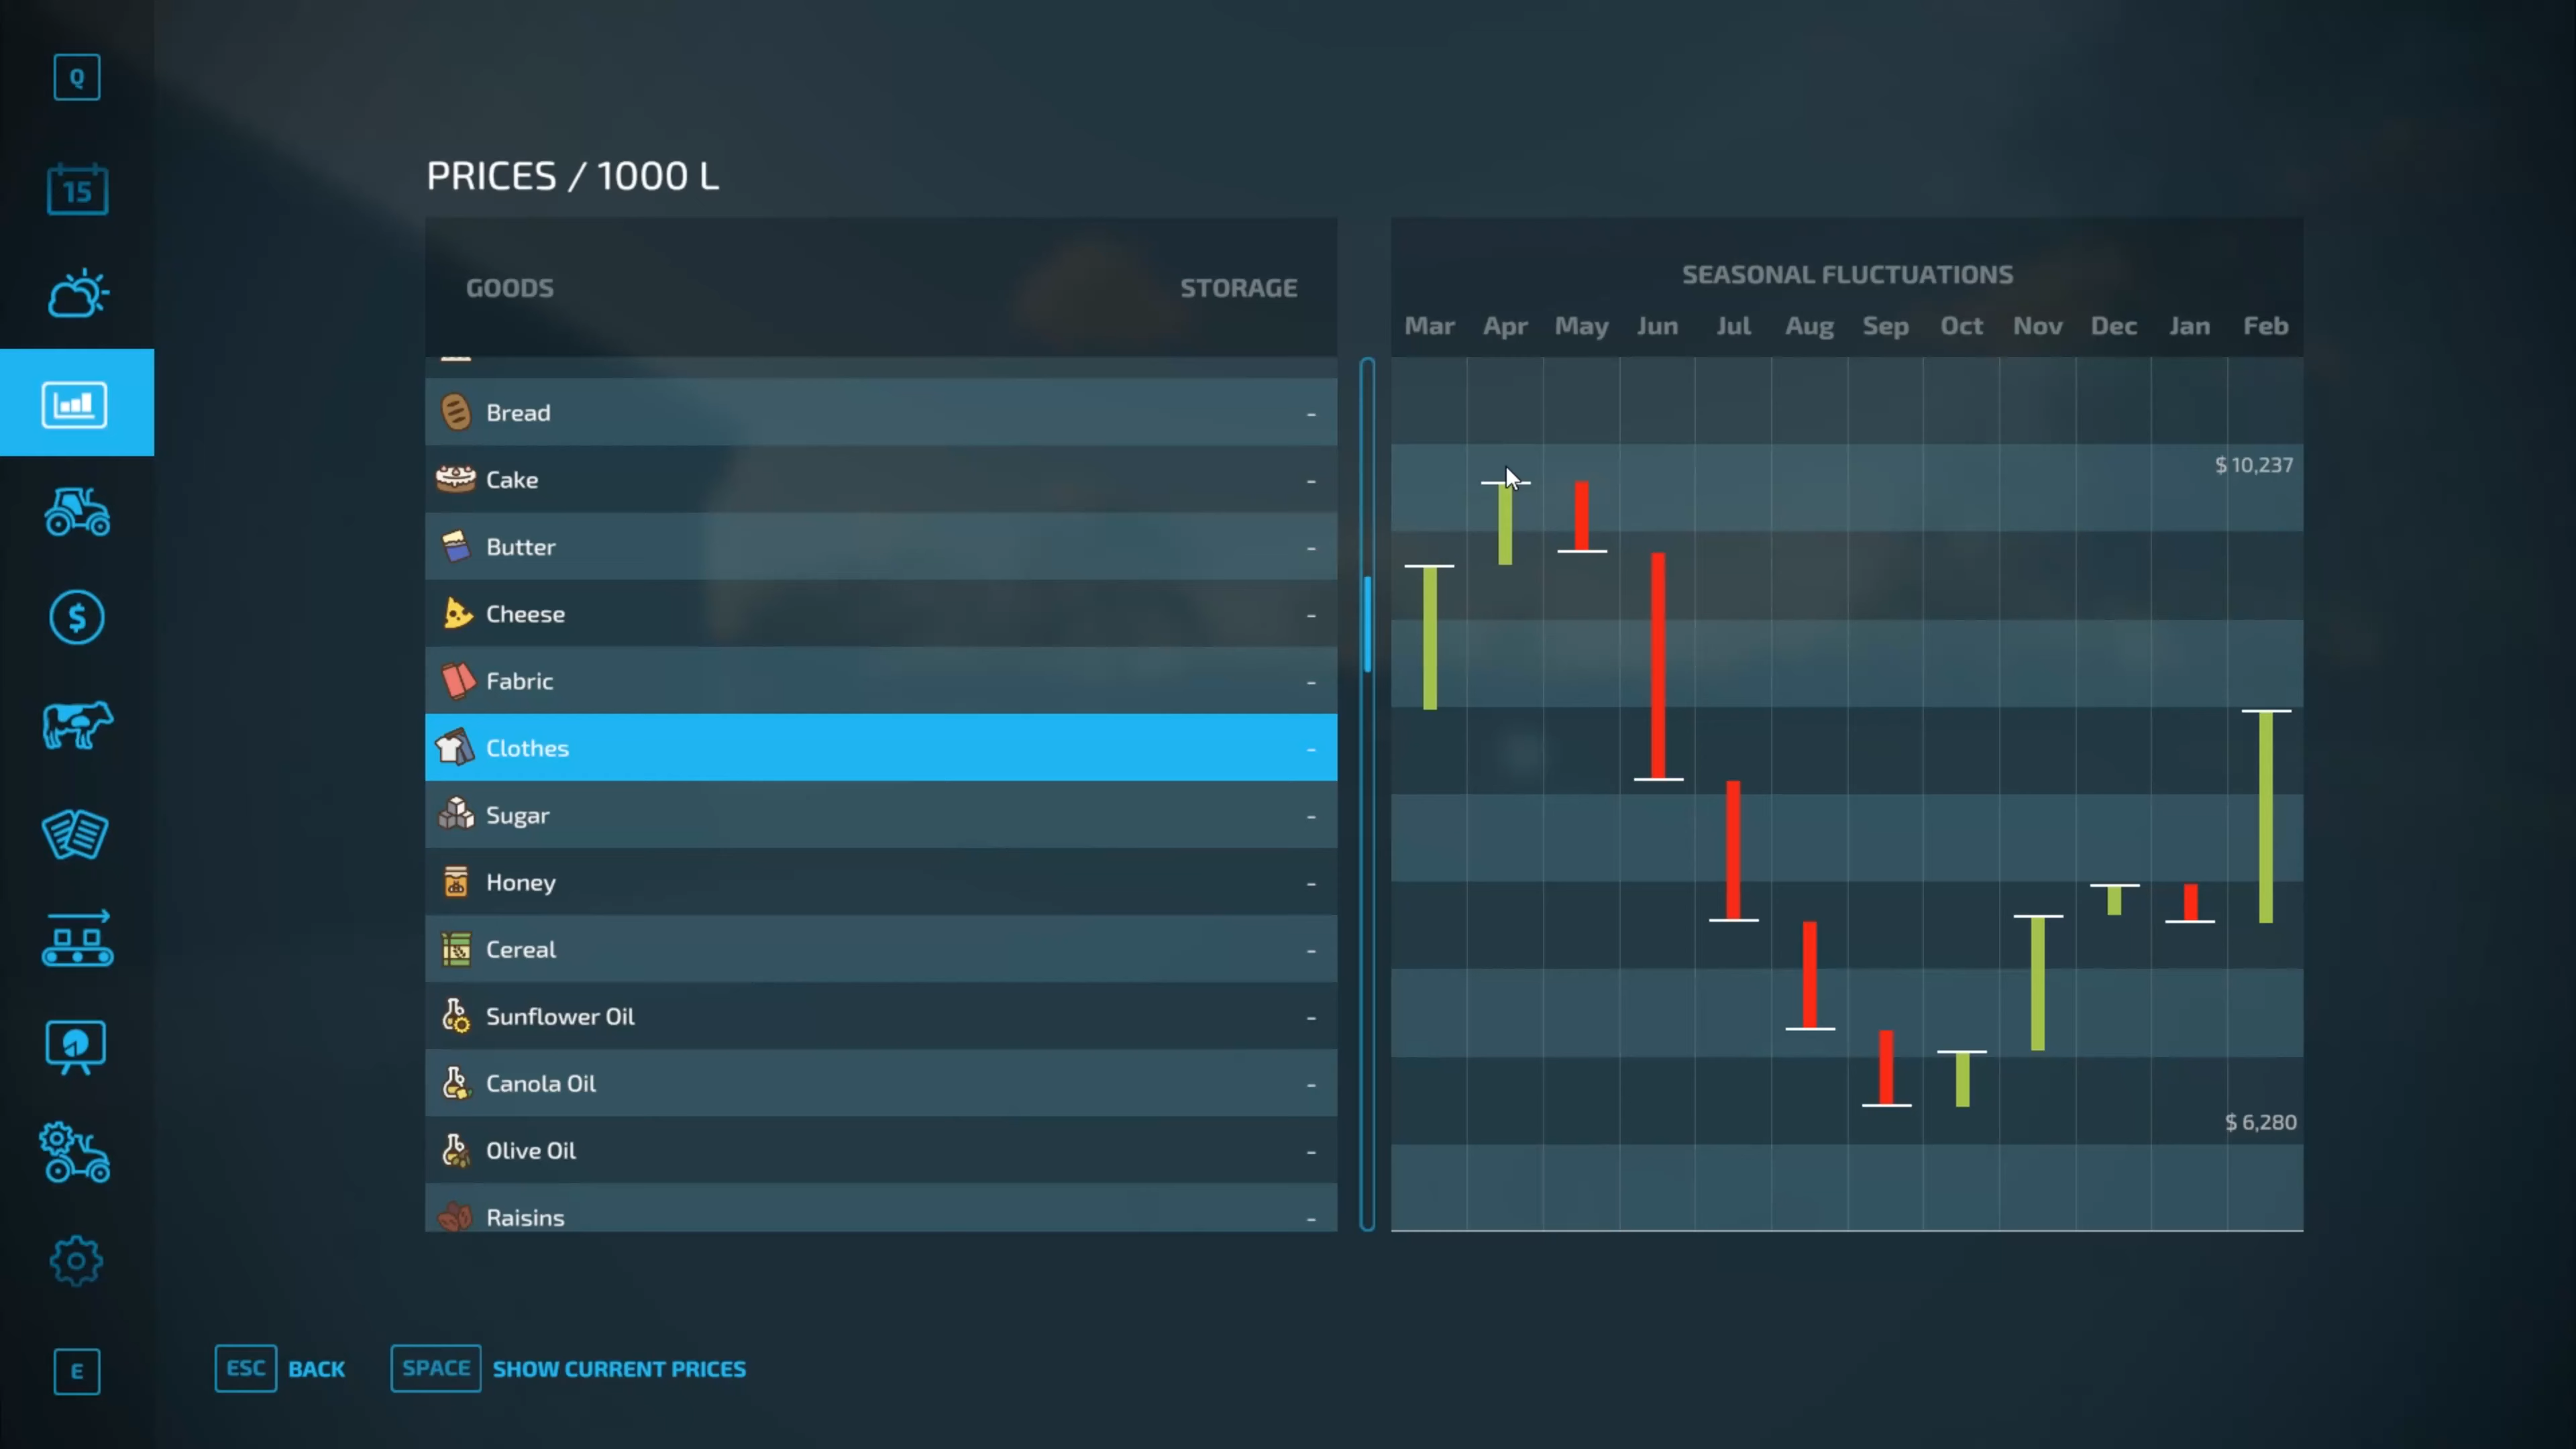 Q
15
PRICES / 1000 L
GOODS STORAGE
SEASONAL FLUCTUATIONS
Mar Apr May Jun Jul Aug Sep Oct Nov Dec Jan Feb
Bread -
Cake -
Butter -
Cheese -
Fabric -
Clothes -
Sugar -
Honey -
Cereal -
Sunflower Oil -
Canola Oil -
Olive Oil -
Raisins -
$ 10,237
$ 6,280
$
E
ESC BACK SPACE SHOW CURRENT PRICES